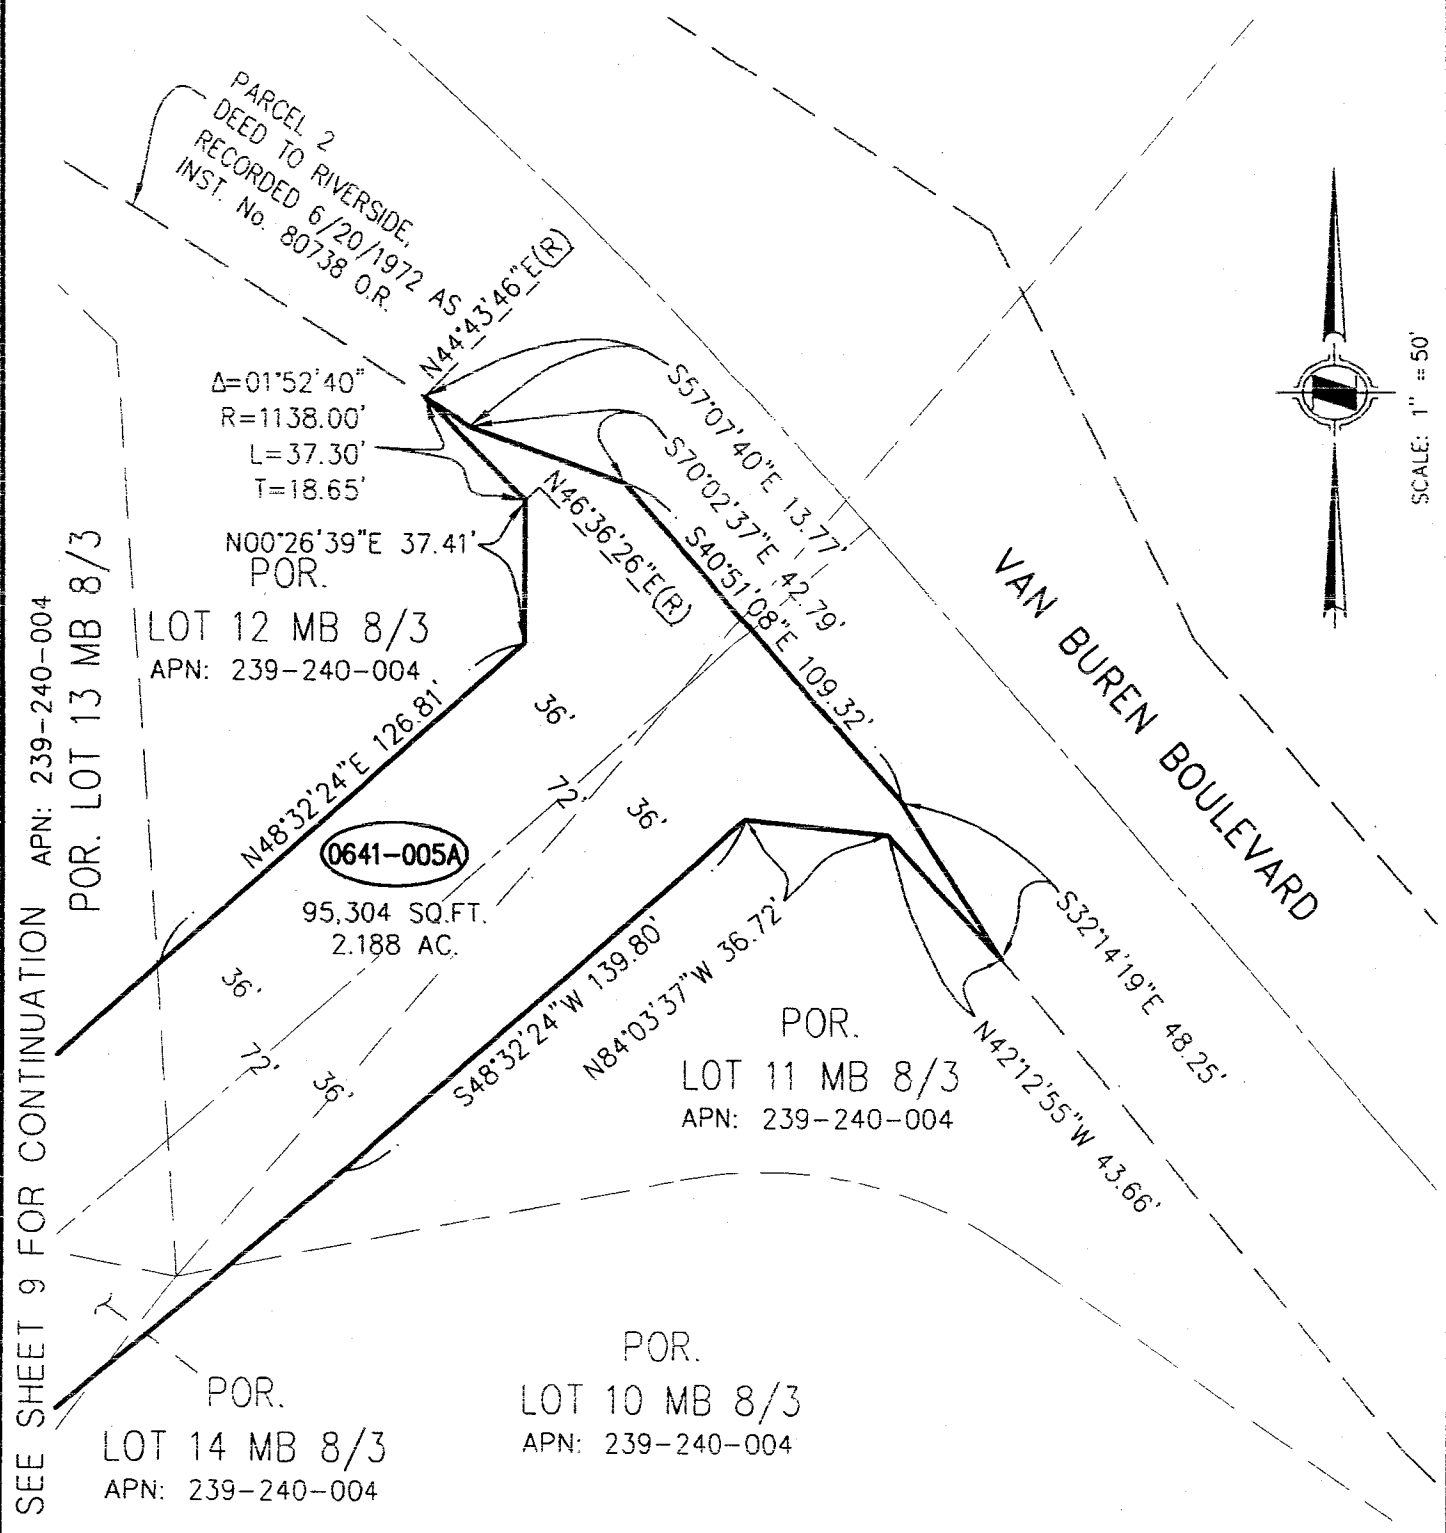 PARCEL 2
DEED TO RIVERSIDE,
RECORDED 6/20/1972 AS
INST. No. 80738 O.R.
N44°43'46"E(R)
Δ=01°52'40"
R=1138.00'
L=37.30'
T=18.65'
N00°26'39"E 37.41'
S57°07'40"E 13.77'
S70°02'37"E 42.79'
S40°51'08"E 109.32'
N46°36'26"E(R)
SCALE: 1" = 50'
VAN BUREN BOULEVARD
POR.
LOT 12 MB 8/3
APN: 239-240-004
APN: 239-240-004
POR. LOT 13 MB 8/3
N48°32'24"E 126.81'
36'
72'
36'
0641-005A
95,304 SQ.FT.
2.188 AC.
36'
72'
36'
S48°32'24"W 139.80'
N84°03'37"W 36.72'
S32°14'19"E 48.25'
N42°12'55"W 43.66'
POR.
LOT 11 MB 8/3
APN: 239-240-004
POR.
LOT 10 MB 8/3
APN: 239-240-004
POR.
LOT 14 MB 8/3
APN: 239-240-004
SEE SHEET 9 FOR CONTINUATION